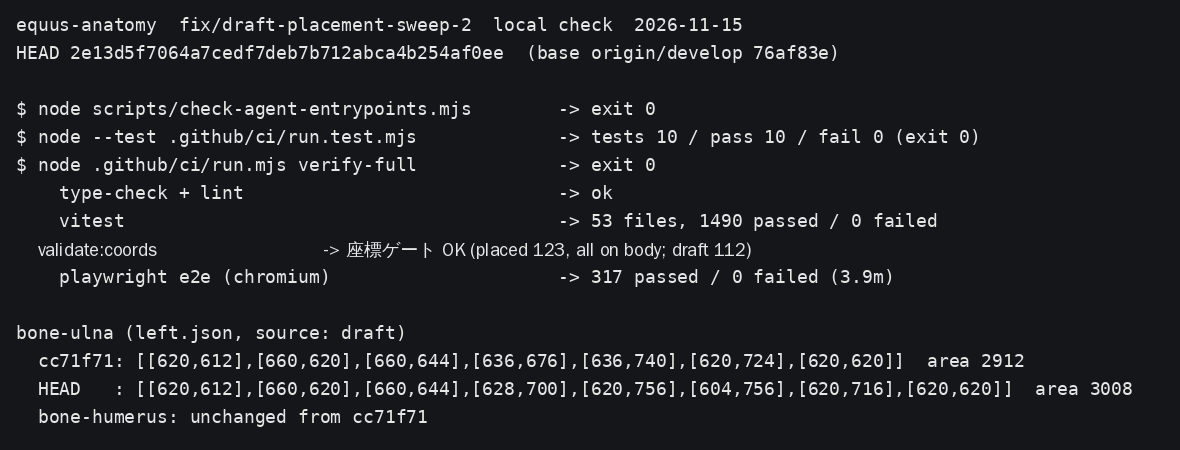 equus-anatomy  fix/draft-placement-sweep-2  local check  2026-11-15
HEAD 2e13d5f7064a7cedf7deb7b712abca4b254af0ee  (base origin/develop 76af83e)
$ node scripts/check-agent-entrypoints.mjs        -> exit 0
$ node --test .github/ci/run.test.mjs             -> tests 10 / pass 10 / fail 0 (exit 0)
$ node .github/ci/run.mjs verify-full             -> exit 0
    type-check + lint                             -> ok
    vitest                                        -> 53 files, 1490 passed / 0 failed
    validate:coords                               -> 座標ゲート OK (placed 123, all on body; draft 112)
    playwright e2e (chromium)                     -> 317 passed / 0 failed (3.9m)
bone-ulna (left.json, source: draft)
  cc71f71: [[620,612],[660,620],[660,644],[636,676],[636,740],[620,724],[620,620]]  area 2912
  HEAD   : [[620,612],[660,620],[660,644],[628,700],[620,756],[604,756],[620,716],[620,620]]  area 3008
  bone-humerus: unchanged from cc71f71